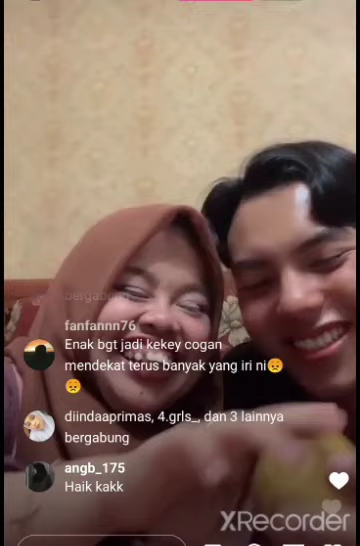 bergabung
fanfannn76
Enak bgt jadi kekey cogan
mendekat terus banyak yang iri ni😡
😡
diindaaprimas, 4.grls_, dan 3 lainnya
bergabung
angb_175
Haik kakk
XRecorder